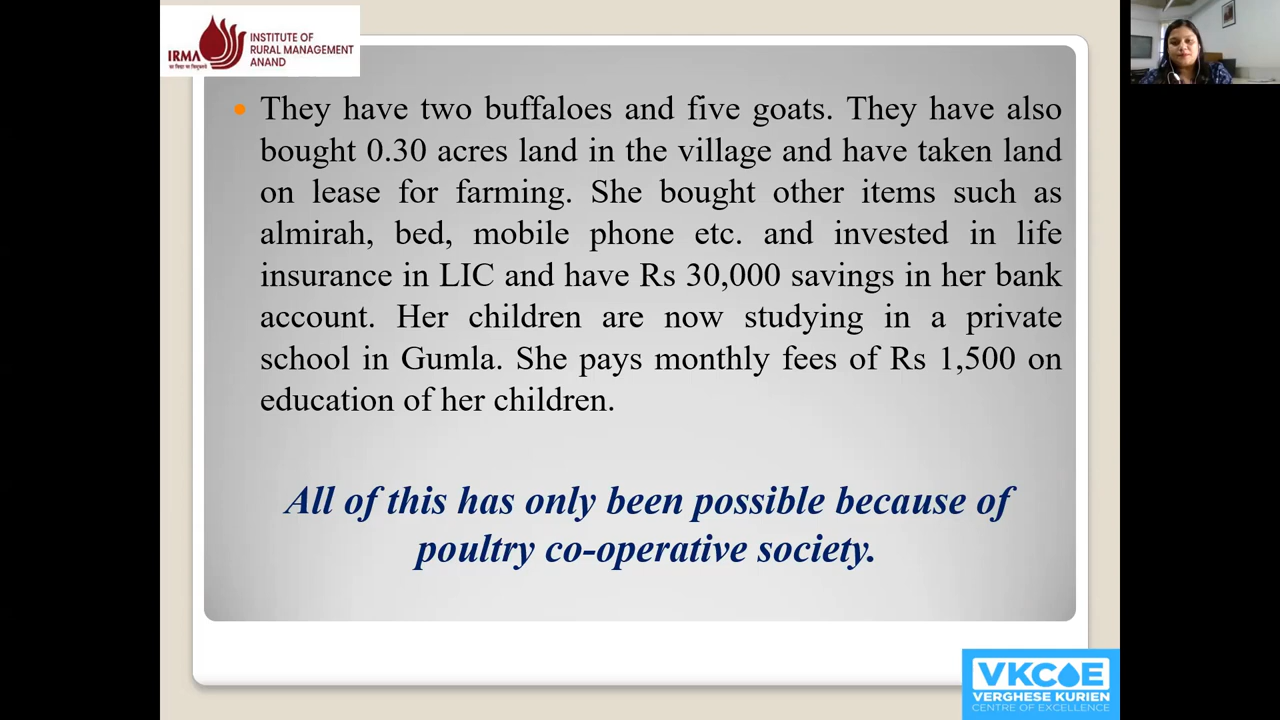 IRMA
INSTITUTE OF
RURAL MANAGEMENT
ANAND
They have two buffaloes and five goats. They have also
bought 0.30 acres land in the village and have taken land
on lease for farming. She bought other items such as
almirah, bed, mobile phone etc. and invested in life
insurance in LIC and have Rs 30,000 savings in her bank
account. Her children are now studying in a private
school in Gumla. She pays monthly fees of Rs 1,500 on
education of her children.
All of this has only been possible because of
poultry co-operative society.
VKCOE
VERGHESE KURIEN
CENTRE OF EXCELLENCE